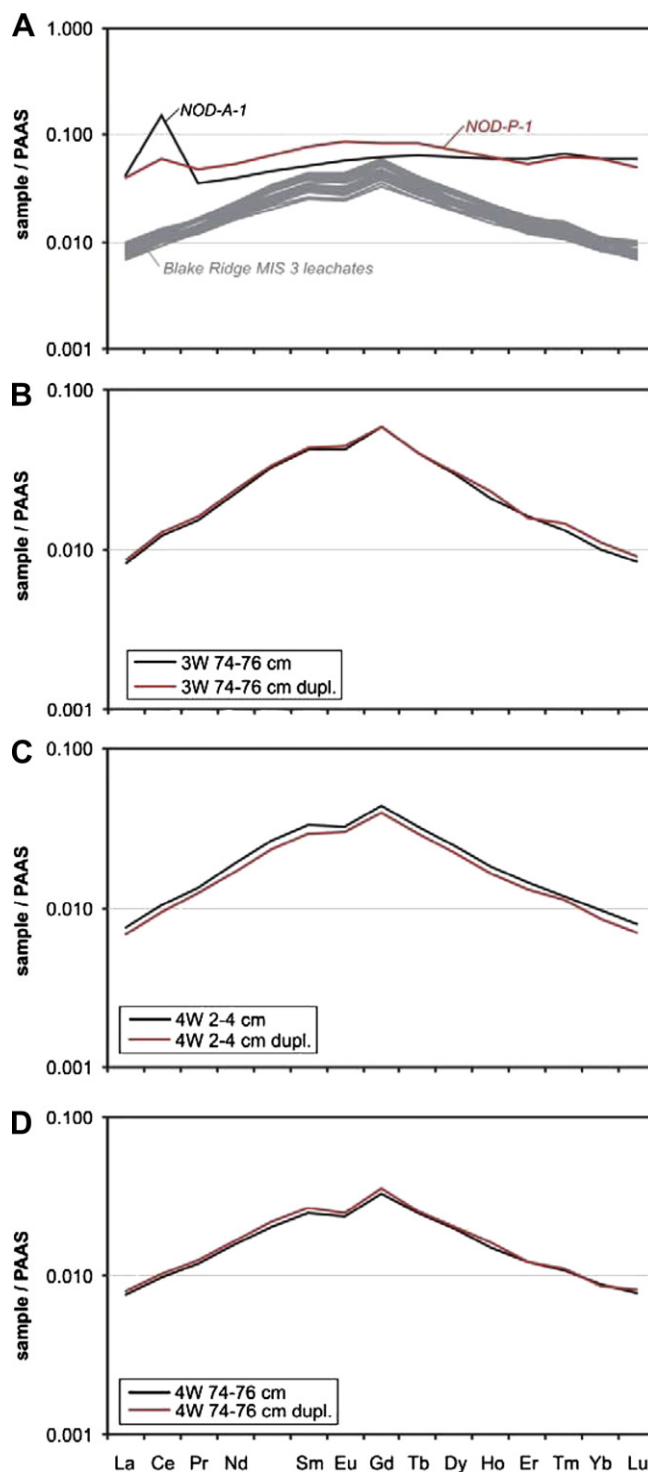 A
1.000
0.100
0.010
0.001
sample / PAAS
NOD-A-1
NOD-P-1
Blake Ridge MIS 3 leachates
B
0.100
0.010
0.001
sample / PAAS
3W 74-76 cm
3W 74-76 cm dupl.
C
0.100
0.010
0.001
sample / PAAS
4W 2-4 cm
4W 2-4 cm dupl.
D
0.100
0.010
0.001
sample / PAAS
4W 74-76 cm
4W 74-76 cm dupl.
La Ce Pr Nd Sm Eu Gd Tb Dy Ho Er Tm Yb Lu